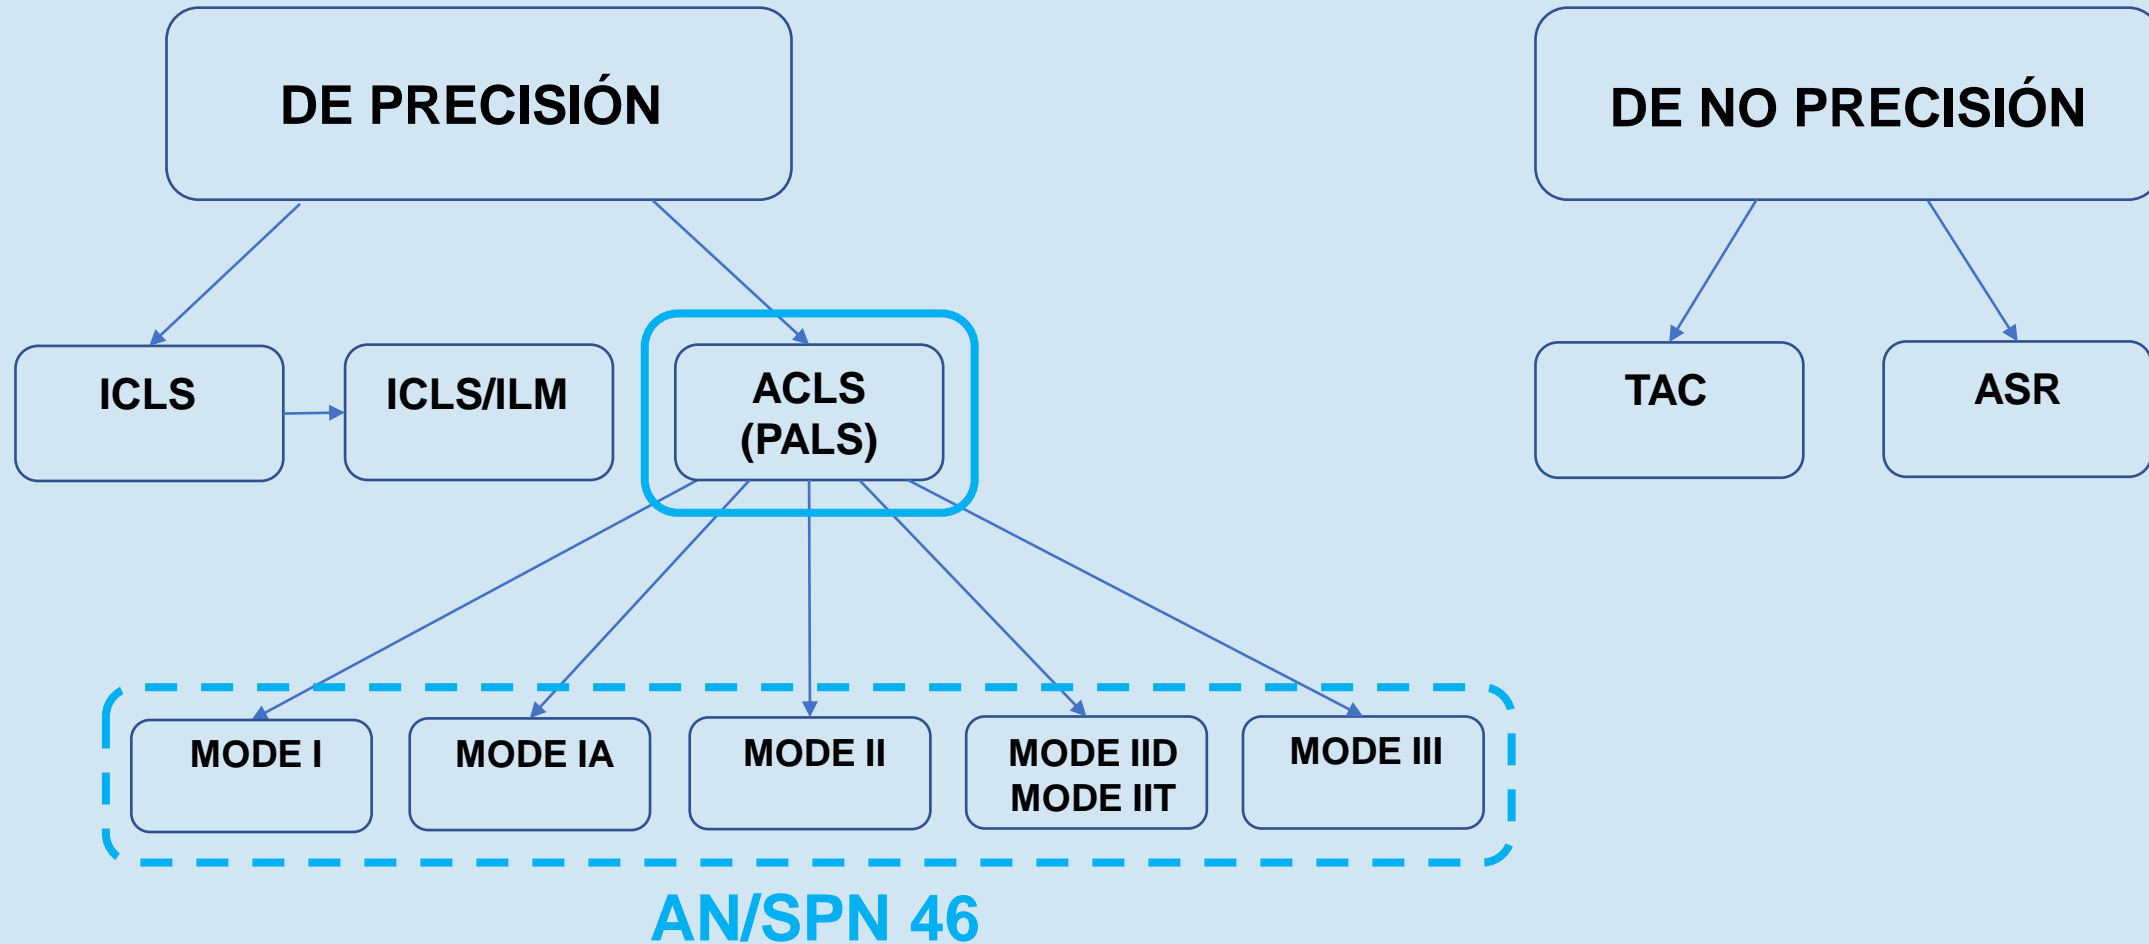 DE PRECISIÓN
DE NO PRECISIÓN
ICLS
ICLS/ILM
ACLS
(PALS)
TAC
ASR
MODE I
MODE IA
MODE II
MODE IID
MODE IIT
MODE III
AN/SPN 46